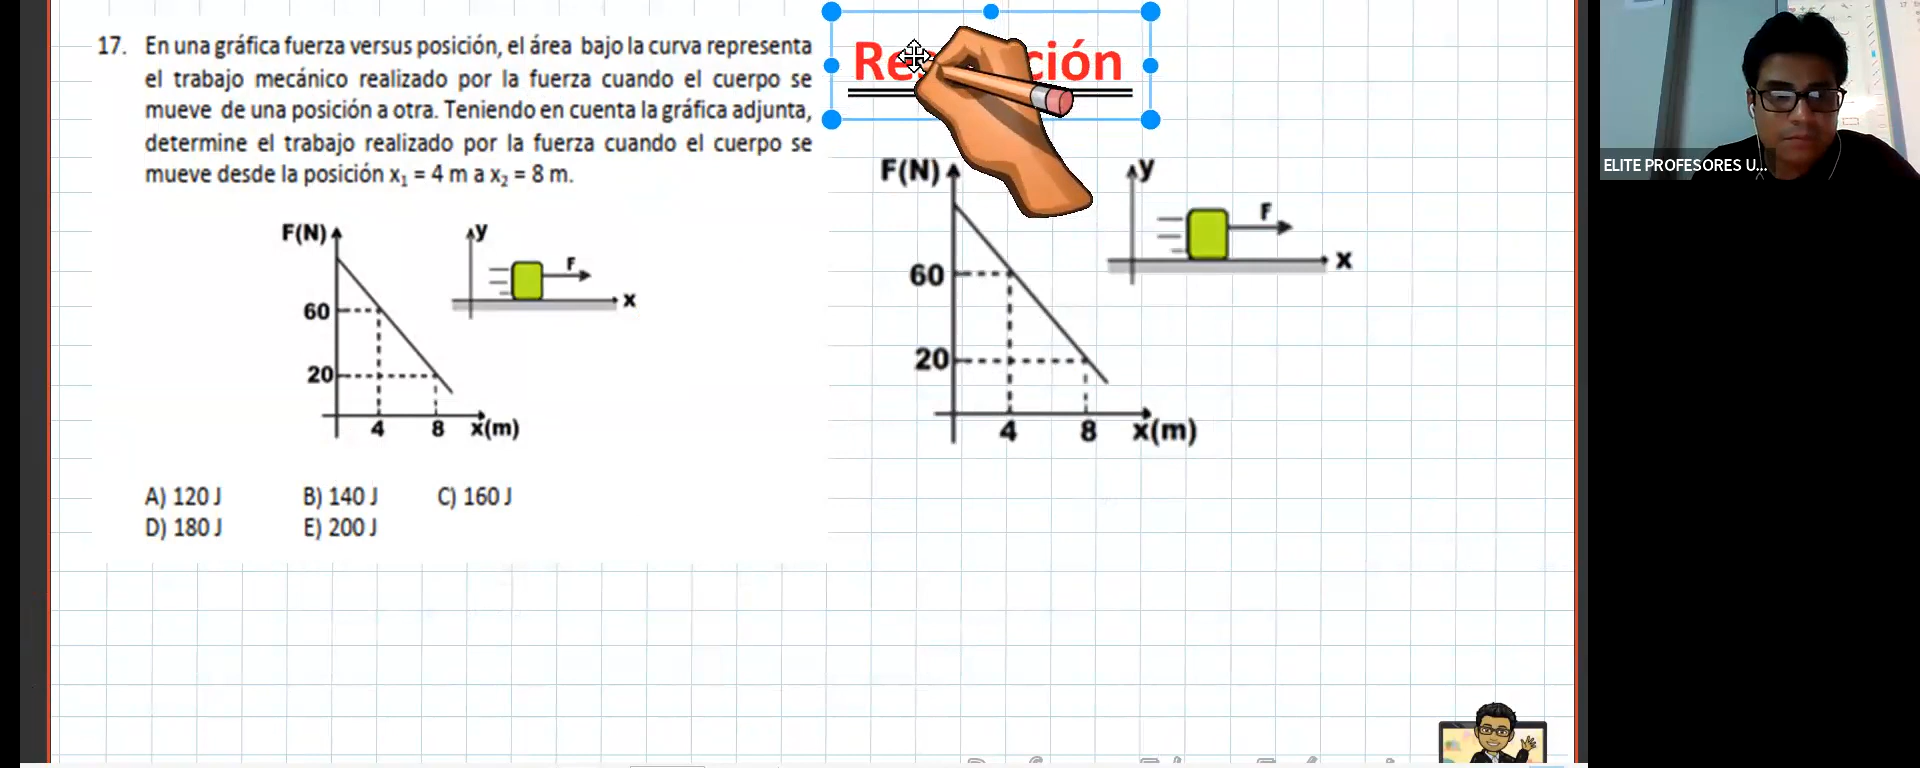 17. En una gráfica fuerza versus posición, el área bajo la curva representa
el trabajo mecánico realizado por la fuerza cuando el cuerpo se
mueve de una posición a otra. Teniendo en cuenta la gráfica adjunta,
determine el trabajo realizado por la fuerza cuando el cuerpo se
mueve desde la posición x₁ = 4 m a x₂ = 8 m.
F(N)
60
20
4 8 x(m)
y
F
x
A) 120 J B) 140 J C) 160 J
D) 180 J E) 200 J
F(N)
60
20
4 8 x(m)
y
F
x
ELITE PROFESORES U...